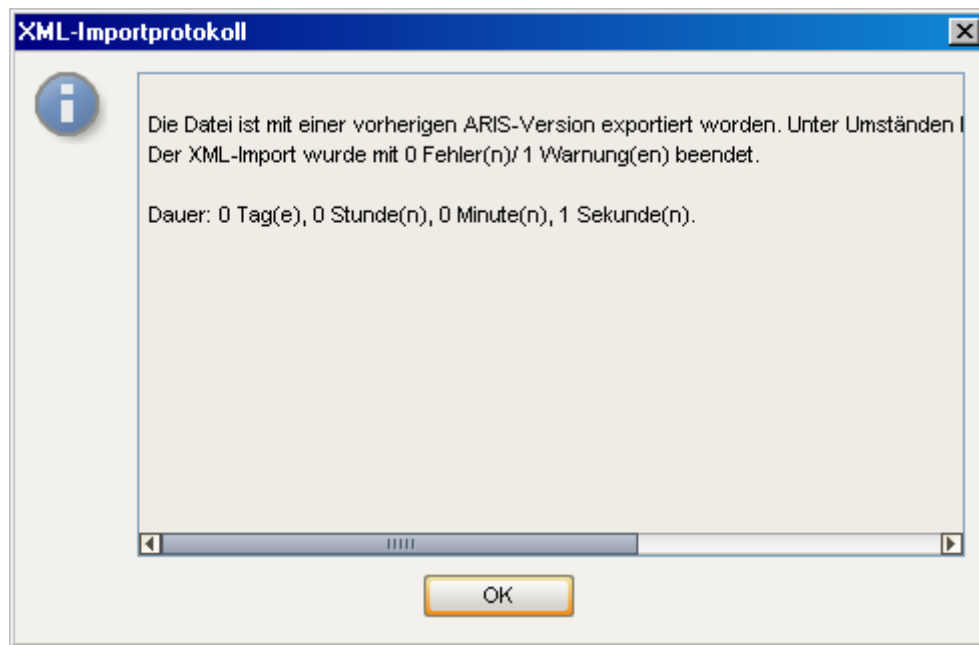 XML-Importprotokoll
Die Datei ist mit einer vorherigen ARIS-Version exportiert worden. Unter Umständen
Der XML-Import wurde mit 0 Fehler(n)/ 1 Warnung(en) beendet.
Dauer: 0 Tag(e), 0 Stunde(n), 0 Minute(n), 1 Sekunde(n).
OK